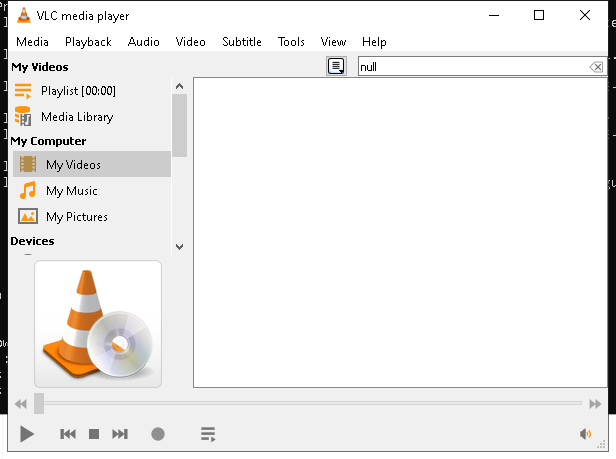 VLC media player
Media Playback Audio Video Subtitle Tools View Help
My Videos
null
Playlist [00:00]
Media Library
My Computer
My Videos
My Music
My Pictures
Devices